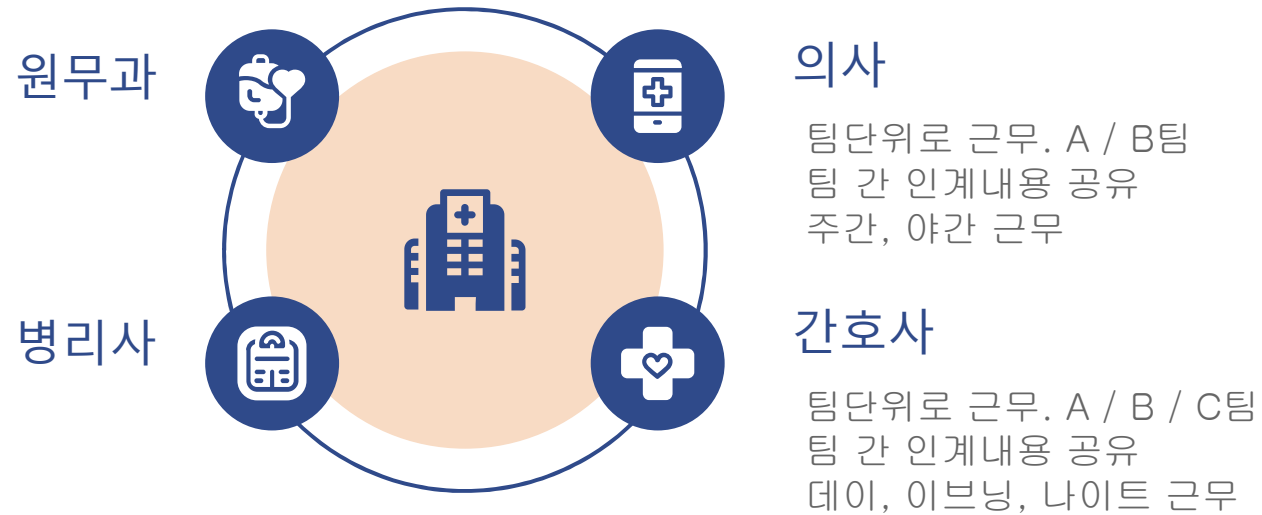 원무과
병리사
의사
팀단위로 근무. A / B팀
팀 간 인계내용 공유
주간, 야간 근무
간호사
팀단위로 근무. A / B / C팀
팀 간 인계내용 공유
데이, 이브닝, 나이트 근무